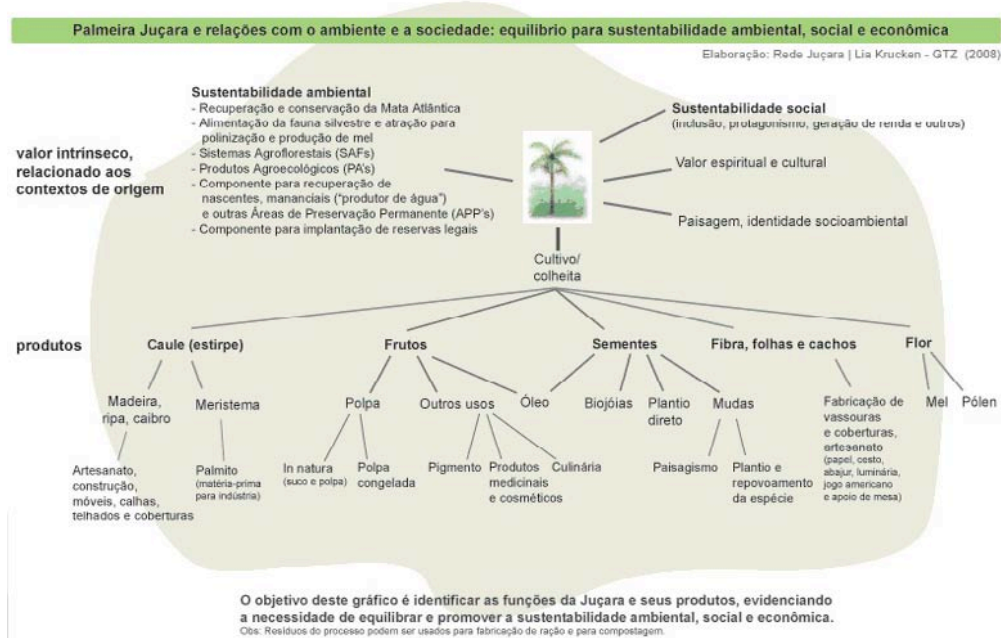 Palmeira Juçara e relações com o ambiente e a sociedade: equilíbrio para sustentabilidade ambiental, social e econômica
Elaboração: Rede Juçara | Lia Krucken - GTZ (2008)
Sustentabilidade ambiental
- Recuperação e conservação da Mata Atlântica
- Alimentação da fauna silvestre e atração para
polinização e produção de mel
- Sistemas Agroflorestais (SAFs)
- Produtos Agroecológicos (PA's)
- Componente para recuperação de
nascentes, mananciais ("produtor de água")
e outras Áreas de Preservação Permanente (APP's)
- Componente para implantação de reservas legais
valor intrínseco,
relacionado aos
contextos de origem
Sustentabilidade social
(inclusão, protagonismo, geração de renda e outros)
Valor espiritual e cultural
Paisagem, identidade socioambiental
Cultivo/
colheita
produtos
Caule (estirpe)
Frutos
Sementes
Fibra, folhas e cachos
Flor
Madeira,
ripa, caibro
Meristema
Polpa
Outros usos
Óleo
Biojóias
Plantio
direto
Mudas
Fabricação de
vassouras
e coberturas,
artesanato
(papel, cesto,
abajur, luminária,
jogo americano
e apoio de mesa)
Mel
Pólen
Artesanato,
construção,
móveis, calhas,
telhados e coberturas
Palmito
(matéria-prima
para indústria)
In natura
(suco e polpa)
Polpa
congelada
Pigmento
Produtos
medicinais
e cosméticos
Culinária
Paisagismo
Plantio e
repovoamento
da espécie
O objetivo deste gráfico é identificar as funções da Juçara e seus produtos, evidenciando
a necessidade de equilibrar e promover a sustentabilidade ambiental, social e econômica.
Obs: Resíduos do processo podem ser usados para fabricação de ração e para compostagem.